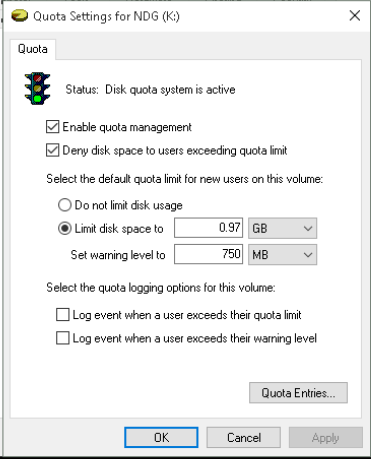 Quota Settings for NDG (K:)
Quota
Status: Disk quota system is active
Enable quota management
Deny disk space to users exceeding quota limit
Select the default quota limit for new users on this volume:
Do not limit disk usage
Limit disk space to 0.97 GB
Set warning level to 750 MB
Select the quota logging options for this volume:
Log event when a user exceeds their quota limit
Log event when a user exceeds their warning level
Quota Entries...
OK Cancel Apply